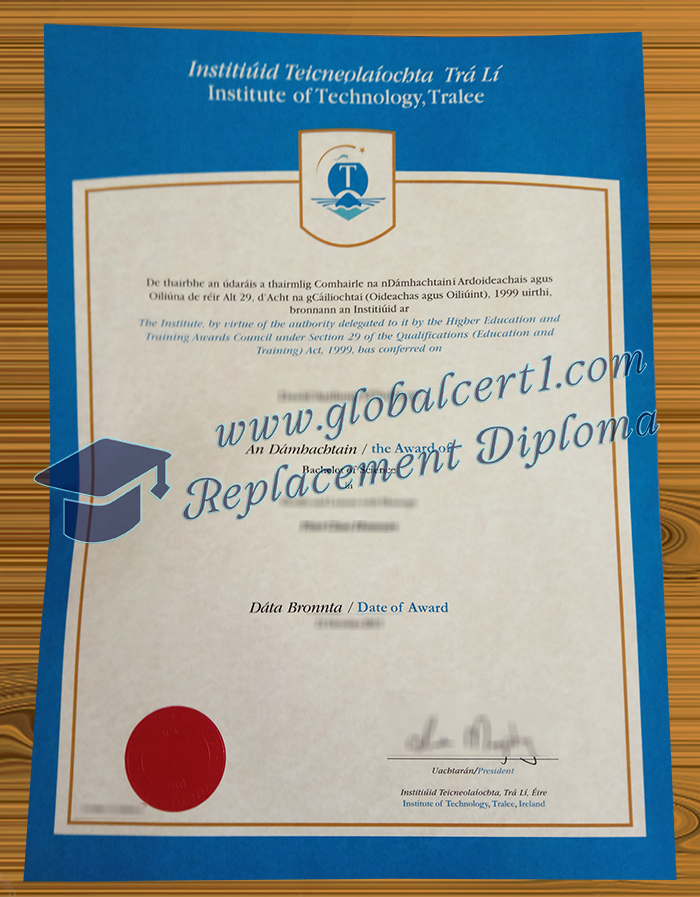 Institiúid Teicneolaíochta Trá Lí
Institute of Technology, Tralee
T
De thairbhe an údaráis a thairmlig Comhairle na nDámhachtainí Ardoideachais agus
Oiliúna de réir Alt 29, d'Acht na gCáilíochtaí (Oideachas agus Oiliúint), 1999 uirthi,
bronnann an Institiúid ar
The Institute, by virtue of the authority delegated to it by the Higher Education and
Training Awards Council under Section 29 of the Qualifications (Education and
Training) Act, 1999, has conferred on
www.globalcert1.com
An Dámhachtain / the Award of
Bachelor of Science
in
Replacement Diploma
Dáta Bronnta / Date of Award
Uachtarán/President
Institiúid Teicneolaíochta, Trá Lí, Éire
Institute of Technology, Tralee, Ireland